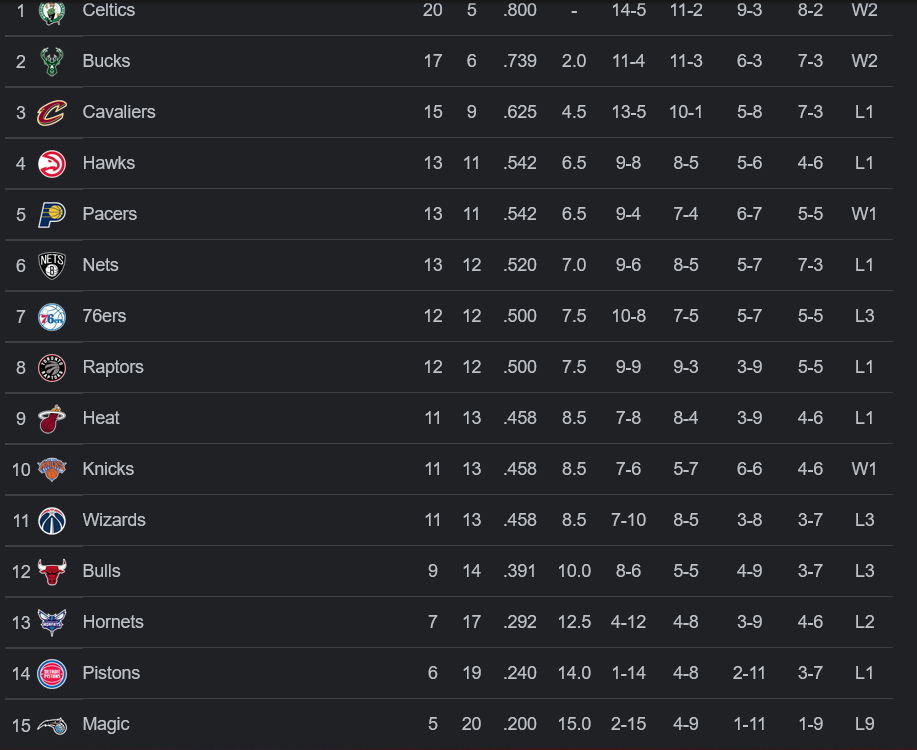 1 Celtics 20 5 .800 - 14-5 11-2 9-3 8-2 W2
2 Bucks 17 6 .739 2.0 11-4 11-3 6-3 7-3 W2
3 Cavaliers 15 9 .625 4.5 13-5 10-1 5-8 7-3 L1
4 Hawks 13 11 .542 6.5 9-8 8-5 5-6 4-6 L1
5 Pacers 13 11 .542 6.5 9-4 7-4 6-7 5-5 W1
6 NETS B Nets 13 12 .520 7.0 9-6 8-5 5-7 7-3 L1
7 76ers 76ers 12 12 .500 7.5 10-8 7-5 5-7 5-5 L3
8 Raptors 12 12 .500 7.5 9-9 9-3 3-9 5-5 L1
9 Heat 11 13 .458 8.5 7-8 8-4 3-9 4-6 L1
10 Knicks 11 13 .458 8.5 7-6 5-7 6-6 4-6 W1
11 Wizards 11 13 .458 8.5 7-10 8-5 3-8 3-7 L3
12 Bulls 9 14 .391 10.0 8-6 5-5 4-9 3-7 L3
13 Hornets 7 17 .292 12.5 4-12 4-8 3-9 4-6 L2
14 DETROIT PISTONS Pistons 6 19 .240 14.0 1-14 4-8 2-11 3-7 L1
15 Magic 5 20 .200 15.0 2-15 4-9 1-11 1-9 L9